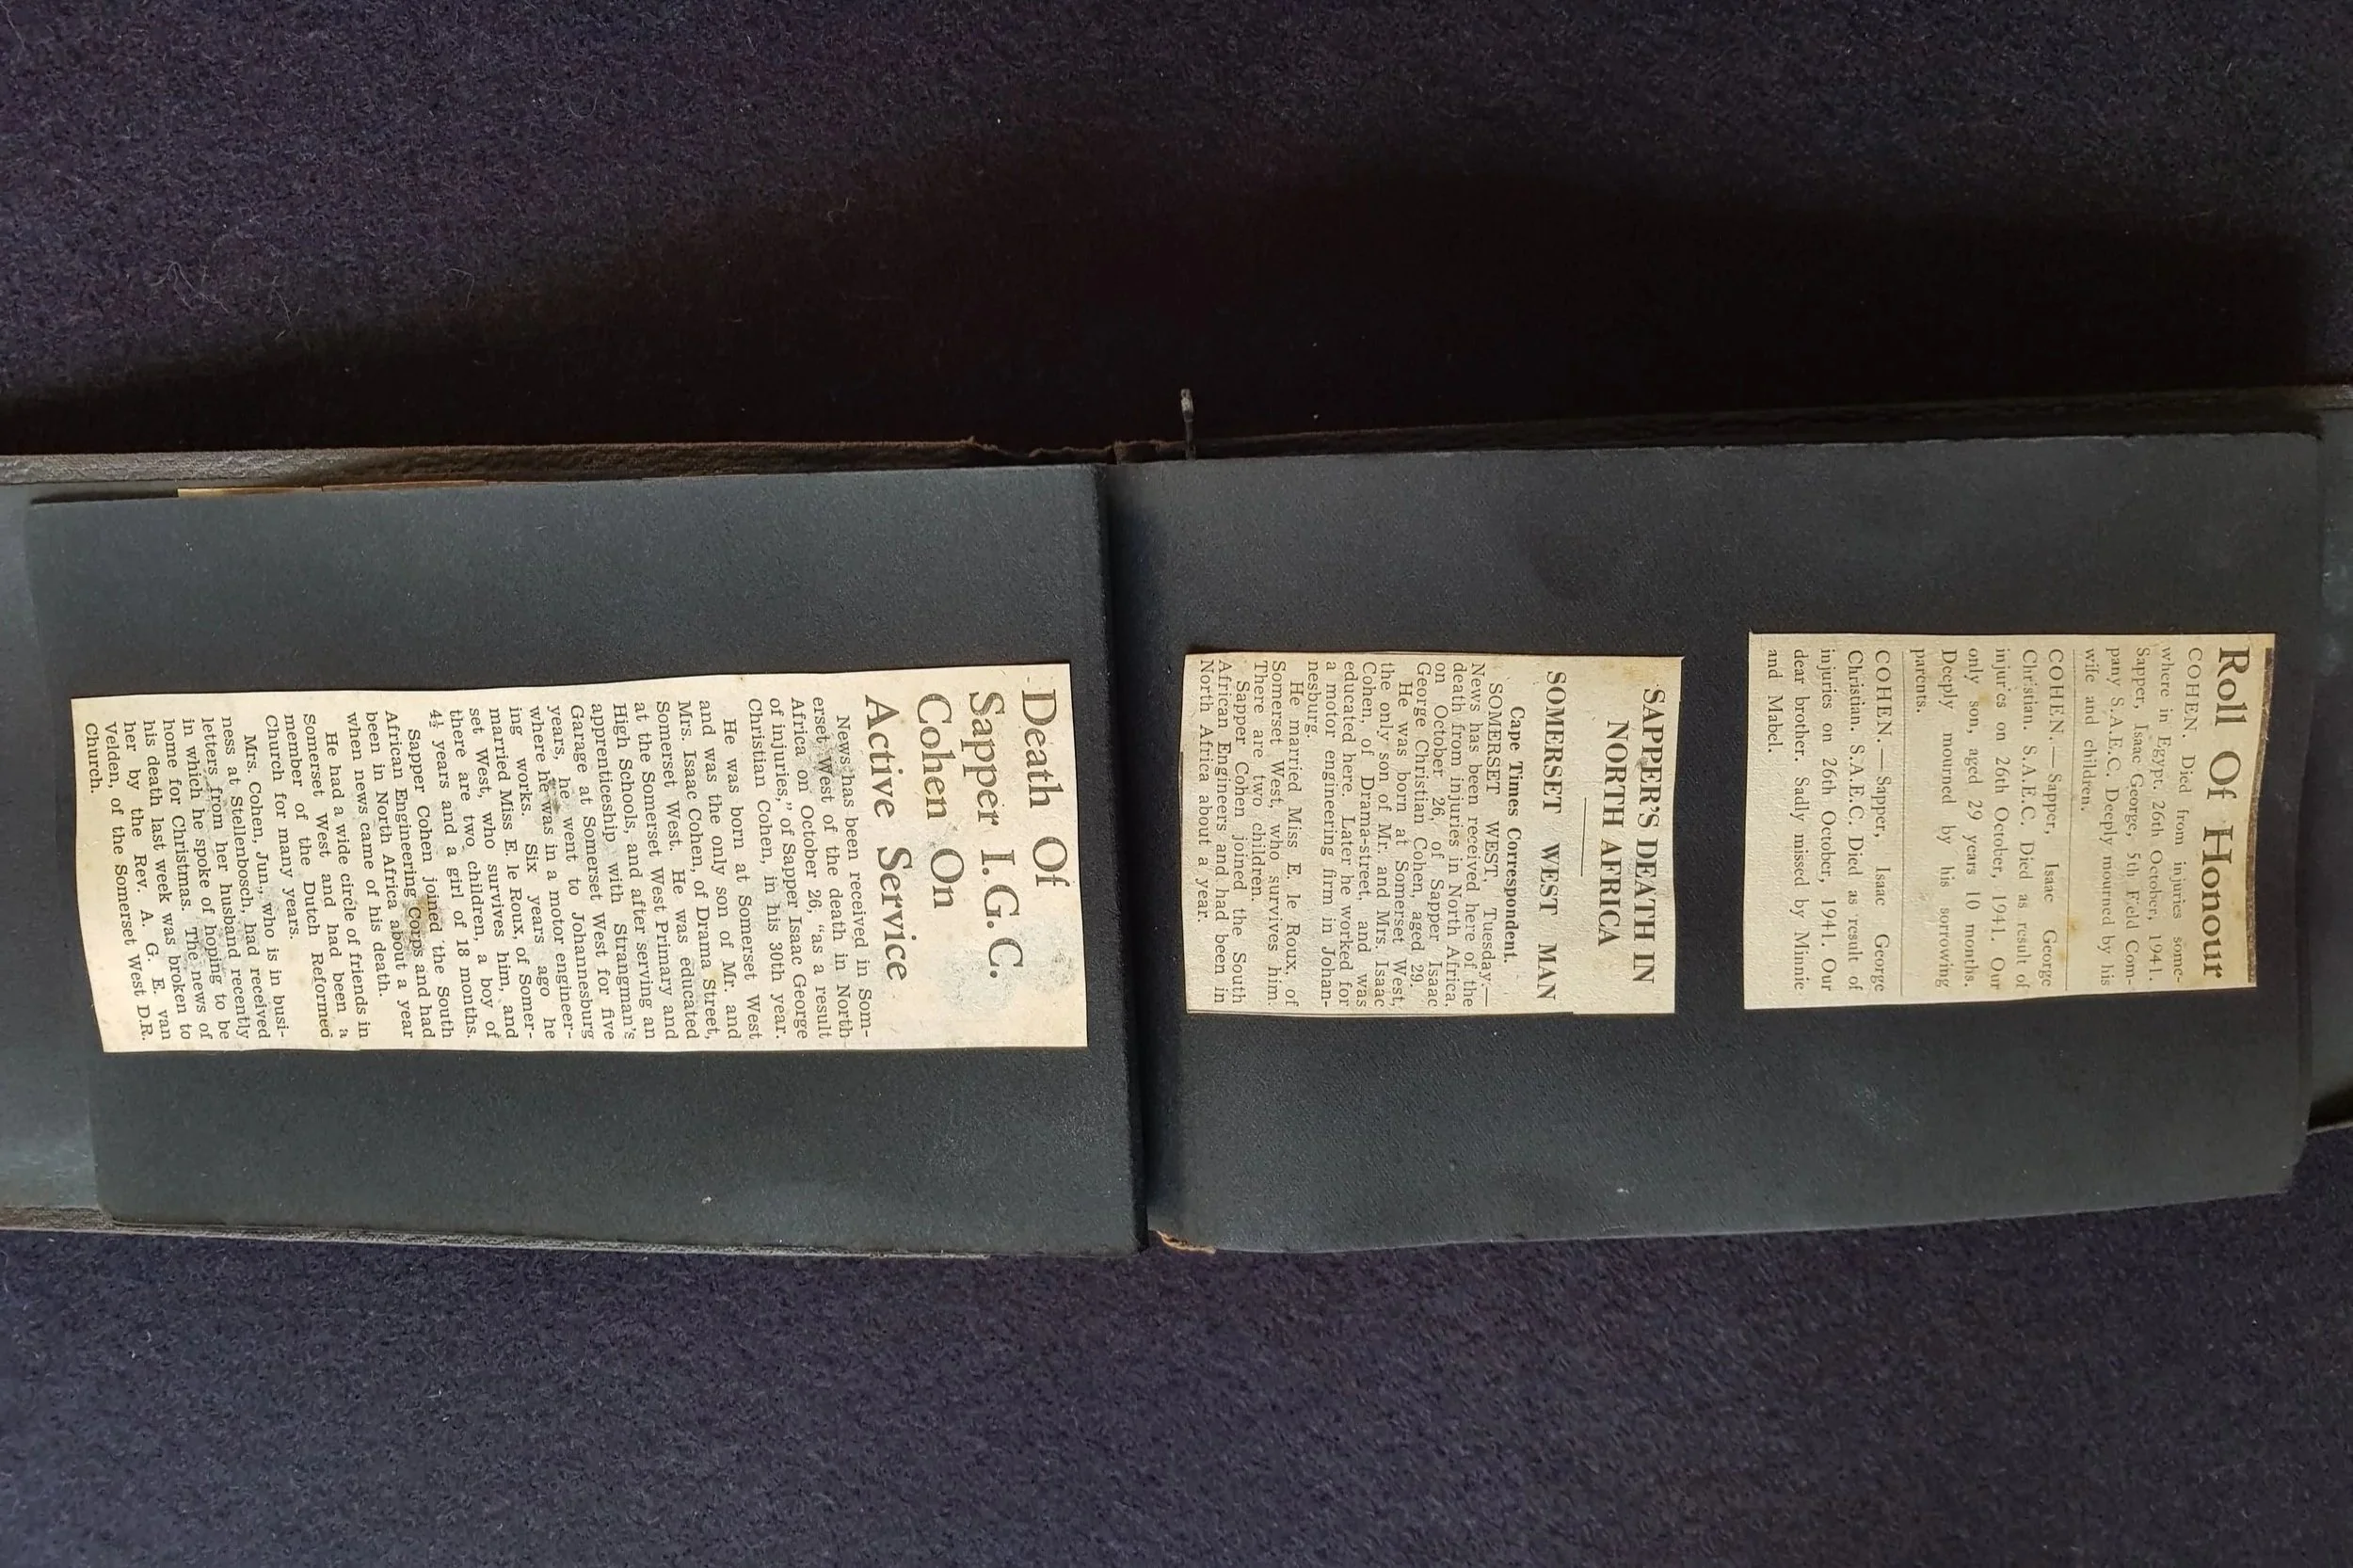 Roll Of Honour
COHEN. Died from injuries some-
where in Egypt, 26th October, 1941.
Sapper, Isaac George, 5th Field Com-
pany S.A.E.C. Deeply mourned by his
wife and children.
COHEN.—Sapper, Isaac George
Christian. S.A.E.C. Died as result of
injuries on 26th October, 1941. Our
only son, aged 29 years 10 months.
Deeply mourned by his sorrowing
parents.
COHEN.—Sapper, Isaac George
Christian. S.A.E.C. Died as result of
injuries on 26th October, 1941. Our
dear brother. Sadly missed by Minnie
and Mabel.
SAPPER'S DEATH IN
NORTH AFRICA
SOMERSET WEST MAN
Cape Times Correspondent.
SOMERSET WEST, Tuesday.—
News has been received here of the
death from injuries in North Africa,
on October 26, of Sapper Isaac
George Christian Cohen, aged 29.
He was born at Somerset West,
the only son of Mr. and Mrs. Isaac
Cohen, of Drama-street, and was
educated here. Later he worked for
a motor engineering firm in Johan-
nesburg.
He married Miss E. le Roux, of
Somerset West, who survives him.
There are two children.
Sapper Cohen joined the South
African Engineers and had been in
North Africa about a year.
Death Of
Sapper I.G.C.
Cohen On
Active Service
News has been received in Som-
erset West of the death in North
Africa on October 26, "as a result
of injuries," of Sapper Isaac George
Christian Cohen, in his 30th year.
He was born at Somerset West
and was the only son of Mr. and
Mrs. Isaac Cohen, of Drama Street,
Somerset West. He was educated
at the Somerset West Primary and
High Schools, and after serving an
apprenticeship with Strangman's
Garage at Somerset West for five
years, he went to Johannesburg
where he was in a motor engineer-
ing works. Six years ago he
married Miss E. le Roux, of Somer-
set West, who survives him, and
there are two children, a boy of
4½ years and a girl of 18 months.
Sapper Cohen joined the South
African Engineering Corps and had
been in North Africa about a year
when news came of his death.
He had a wide circle of friends in
Somerset West and had been a
member of the Dutch Reformed
Church for many years.
Mrs. Cohen, Jun., who is in busi-
ness at Stellenbosch, had received
letters from her husband recently
in which he spoke of hoping to be
home for Christmas. The news of
his death last week was broken to
her by the Rev. A. G. E. van
Velden, of the Somerset West D.R.
Church.